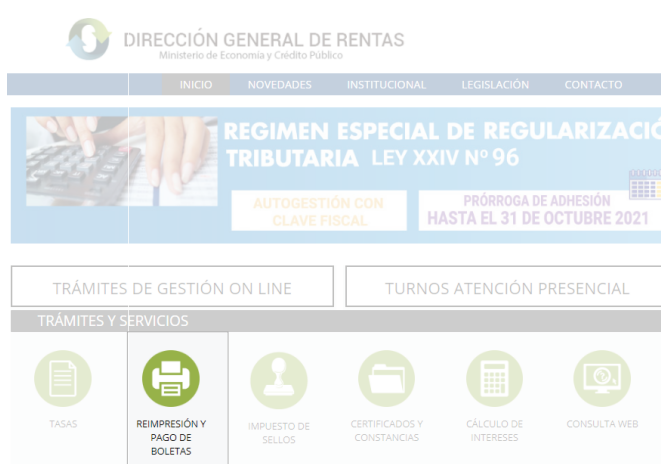 DIRECCIÓN GENERAL DE RENTAS
Ministerio de Economía y Crédito Público
INICIO NOVEDADES INSTITUCIONAL LEGISLACIÓN CONTACTO
REGIMEN ESPECIAL DE REGULARIZACIÓ
TRIBUTARIA LEY XXIV Nº 96
AUTOGESTIÓN CON
CLAVE FISCAL
PRÓRROGA DE ADHESIÓN
HASTA EL 31 DE OCTUBRE 2021
TRÁMITES DE GESTIÓN ON LINE
TURNOS ATENCIÓN PRESENCIAL
TRÁMITES Y SERVICIOS
TASAS
REIMPRESIÓN Y
PAGO DE
BOLETAS
IMPUESTO DE
SELLOS
CERTIFICADOS Y
CONSTANCIAS
CÁLCULO DE
INTERESES
CONSULTA WEB